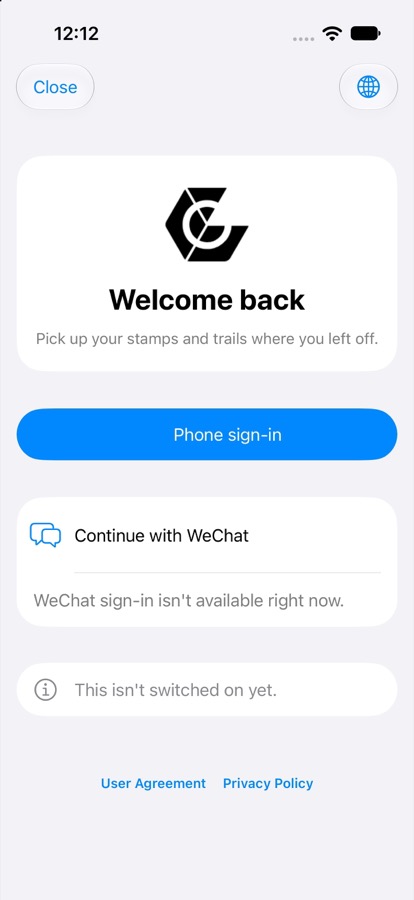 12:12
Close
Welcome back
Pick up your stamps and trails where you left off.
Phone sign-in
Continue with WeChat
WeChat sign-in isn't available right now.
This isn't switched on yet.
User Agreement Privacy Policy